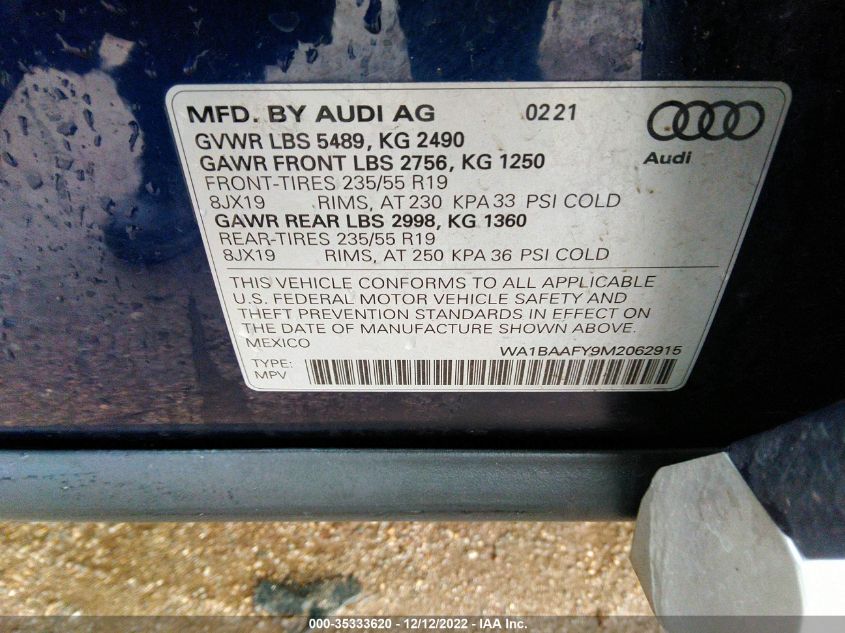 MFD. BY AUDI AG 0221
GVWR LBS 5489, KG 2490
GAWR FRONT LBS 2756, KG 1250
Audi
FRONT-TIRES 235/55 R19
8JX19 RIMS, AT 230 KPA 33 PSI COLD
GAWR REAR LBS 2998, KG 1360
REAR-TIRES 235/55 R19
8JX19 RIMS, AT 250 KPA 36 PSI COLD
THIS VEHICLE CONFORMS TO ALL APPLICABLE
U.S. FEDERAL MOTOR VEHICLE SAFETY AND
THEFT PREVENTION STANDARDS IN EFFECT ON
THE DATE OF MANUFACTURE SHOWN ABOVE.
MEXICO WA1BAAFY9M2062915
TYPE:
MPV
000-35333620 - 12/12/2022 - IAA Inc.